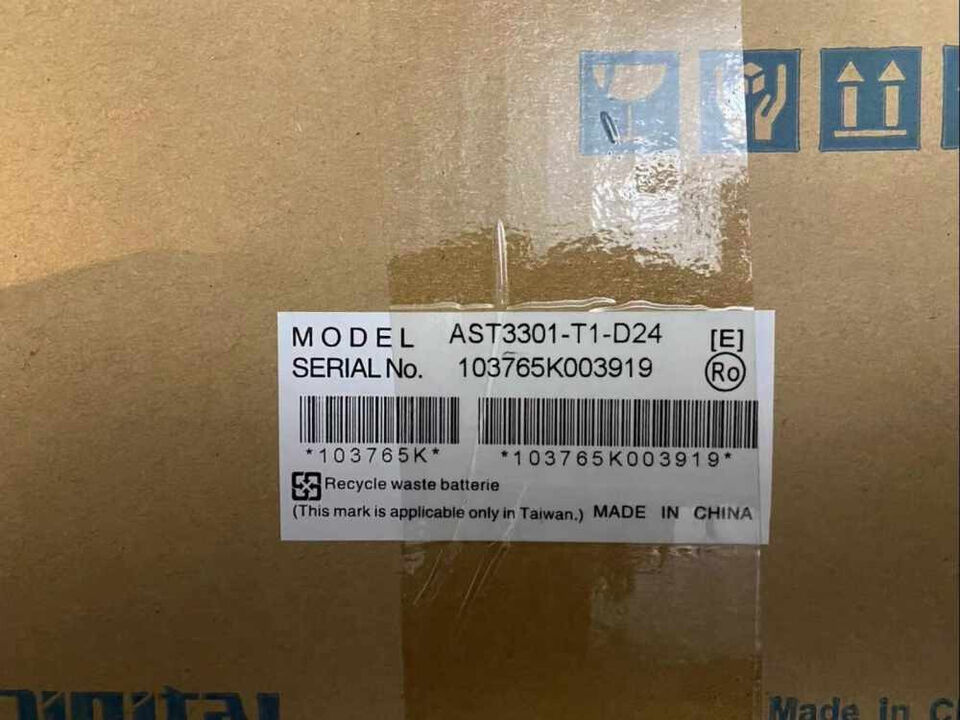 MODEL AST3301-T1-D24 [E]
SERIAL No. 103765K003919 Ro
*103765K* *103765K003919*
Recycle waste batterie
(This mark is applicable only in Taiwan.) MADE IN CHINA
Digital
Made in C